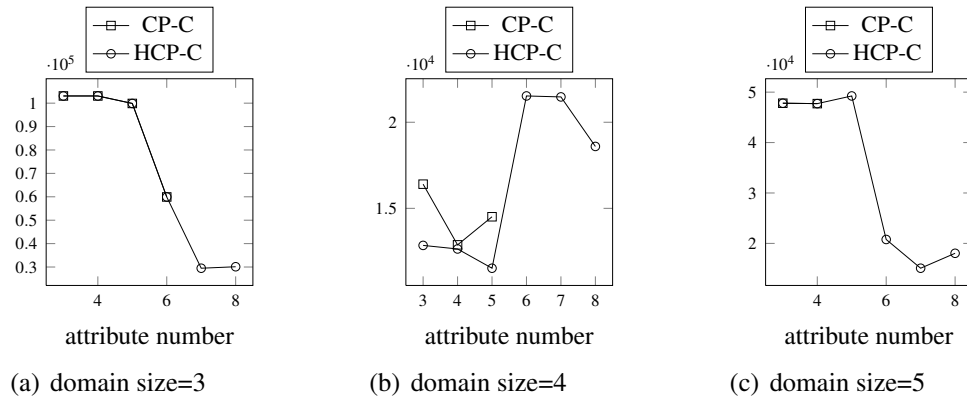 CP-C
HCP-C
·10^5
1
0.9
0.8
0.7
0.6
0.5
0.4
0.3
4
6
8
attribute number
(a) domain size=3
CP-C
HCP-C
·10^4
2
1.5
3
4
5
6
7
8
attribute number
(b) domain size=4
CP-C
HCP-C
·10^4
5
4
3
2
4
6
8
attribute number
(c) domain size=5